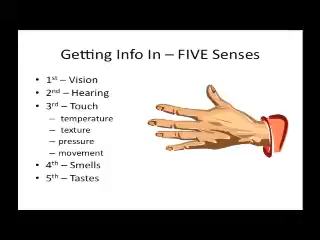 Getting Info In – FIVE Senses
• 1st – Vision
• 2nd – Hearing
• 3rd – Touch
– temperature
– texture
– pressure
– movement
• 4th – Smells
• 5th – Tastes